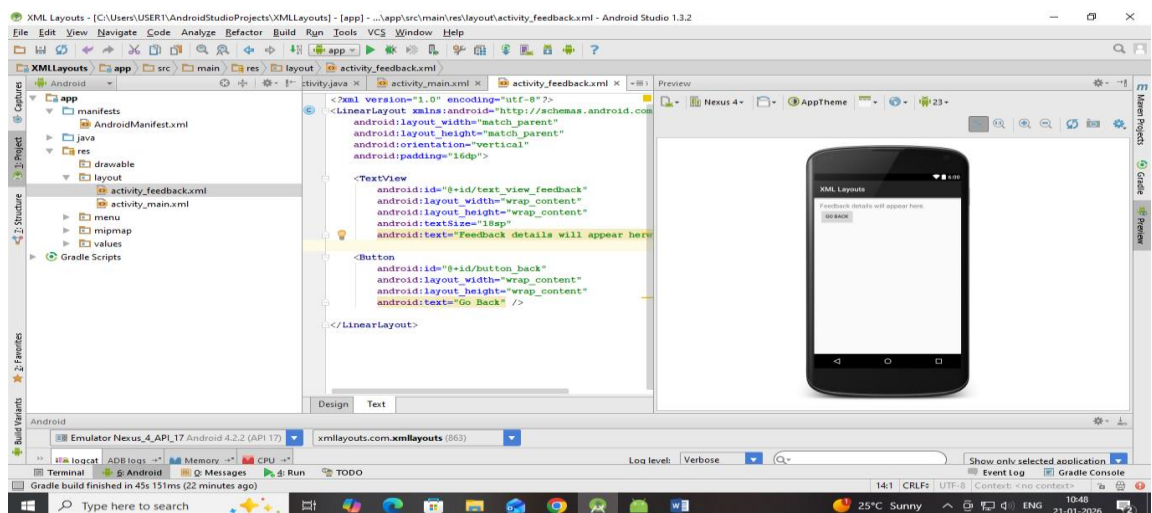 XMLLayouts - [C:\Users\USER1\AndroidStudioProjects\XMLLayouts] - [app] - ...\app\src\main\res\layout\activity_feedback.xml - Android Studio 1.3.2
File Edit View Navigate Code Analyze Refactor Build Run Tools VCS Window Help
app
XMLLayouts app src main res layout activity_feedback.xml
Android
ctivity.java × activity_main.xml × activity_feedback.xml ×
Preview
Nexus 4 AppTheme 23
Captures
1: Project
7: Structure
2: Favorites
Build Variants
app
manifests
AndroidManifest.xml
java
res
drawable
layout
activity_feedback.xml
activity_main.xml
menu
mipmap
values
Gradle Scripts
<?xml version="1.0" encoding="utf-8"?>
<LinearLayout xmlns:android="http://schemas.android.com
android:layout_width="match_parent"
android:layout_height="match_parent"
android:orientation="vertical"
android:padding="16dp">
<TextView
android:id="@+id/text_view_feedback"
android:layout_width="wrap_content"
android:layout_height="wrap_content"
android:textSize="18sp"
android:text="Feedback details will appear here
<Button
android:id="@+id/button_back"
android:layout_width="wrap_content"
android:layout_height="wrap_content"
android:text="Go Back" />
</LinearLayout>
Design Text
6:00
XML Layouts
Feedback details will appear here.
GO BACK
Maven Projects
Gradle
Preview
Android
Emulator Nexus_4_API_17 Android 4.2.2 (API 17) xmllayouts.com.xmllayouts (863)
logcat ADB logs Memory CPU Log level: Verbose Show only selected application
Terminal 6: Android 0: Messages 4: Run TODO Event Log Gradle Console
Gradle build finished in 45s 151ms (22 minutes ago) 14:1 CRLF UTF-8 Context: <no context>
Type here to search 25°C Sunny ENG 10:48
21-01-2026